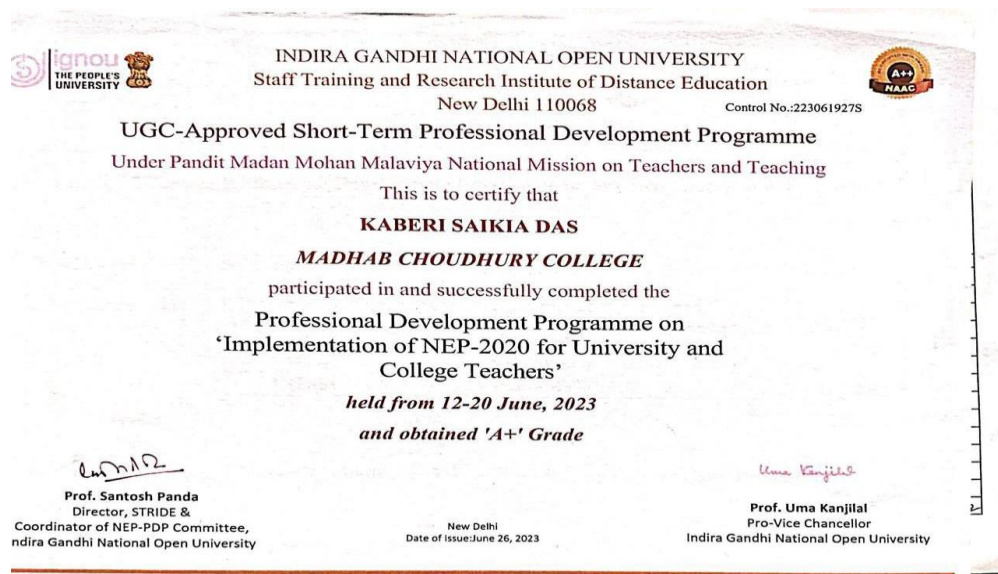 ignou
THE PEOPLE'S
UNIVERSITY
INDIRA GANDHI NATIONAL OPEN UNIVERSITY
Staff Training and Research Institute of Distance Education
New Delhi 110068
Control No.:223061927S
A++
NAAC
UGC-Approved Short-Term Professional Development Programme
Under Pandit Madan Mohan Malaviya National Mission on Teachers and Teaching
This is to certify that
KABERI SAIKIA DAS
MADHAB CHOUDHURY COLLEGE
participated in and successfully completed the
Professional Development Programme on
‘Implementation of NEP-2020 for University and
College Teachers’
held from 12-20 June, 2023
and obtained 'A+' Grade
Uma Kanjilal
Prof. Santosh Panda
Director, STRIDE &
Coordinator of NEP-PDP Committee,
ndira Gandhi National Open University
New Delhi
Date of Issue:June 26, 2023
Prof. Uma Kanjilal
Pro-Vice Chancellor
Indira Gandhi National Open University